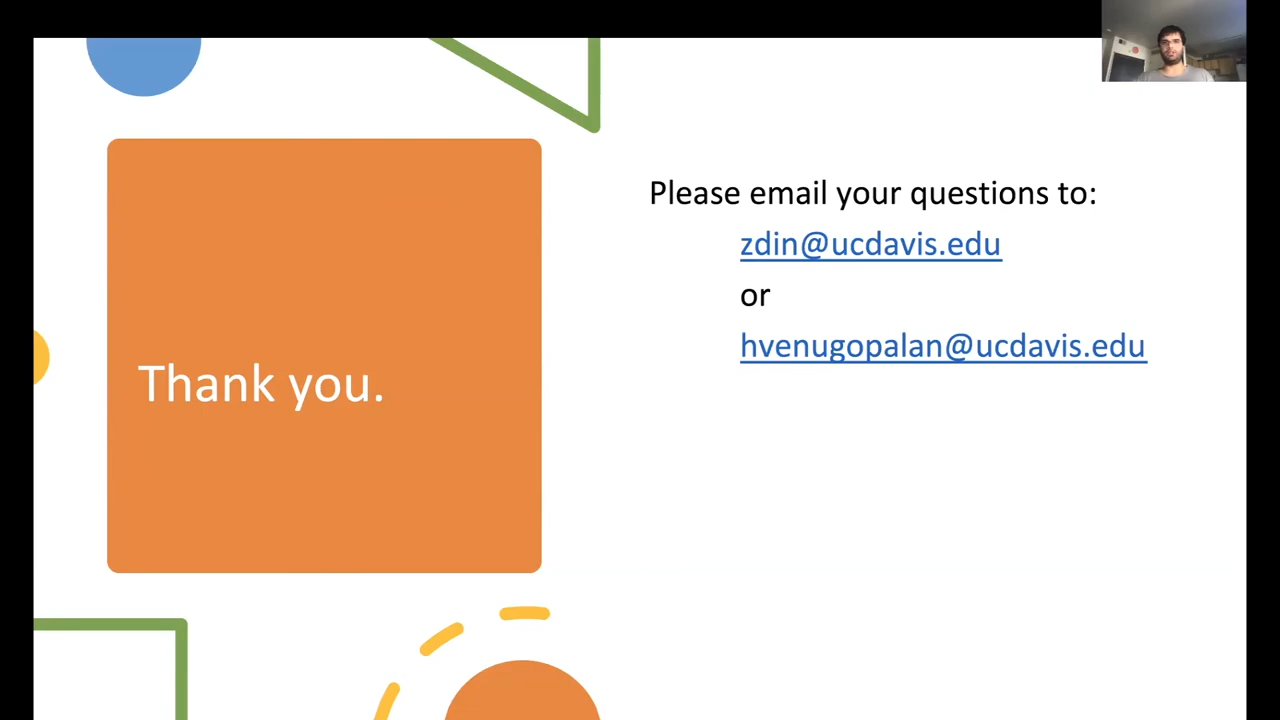 Thank you.
Please email your questions to:
zdin@ucdavis.edu
or
hvenugopalan@ucdavis.edu